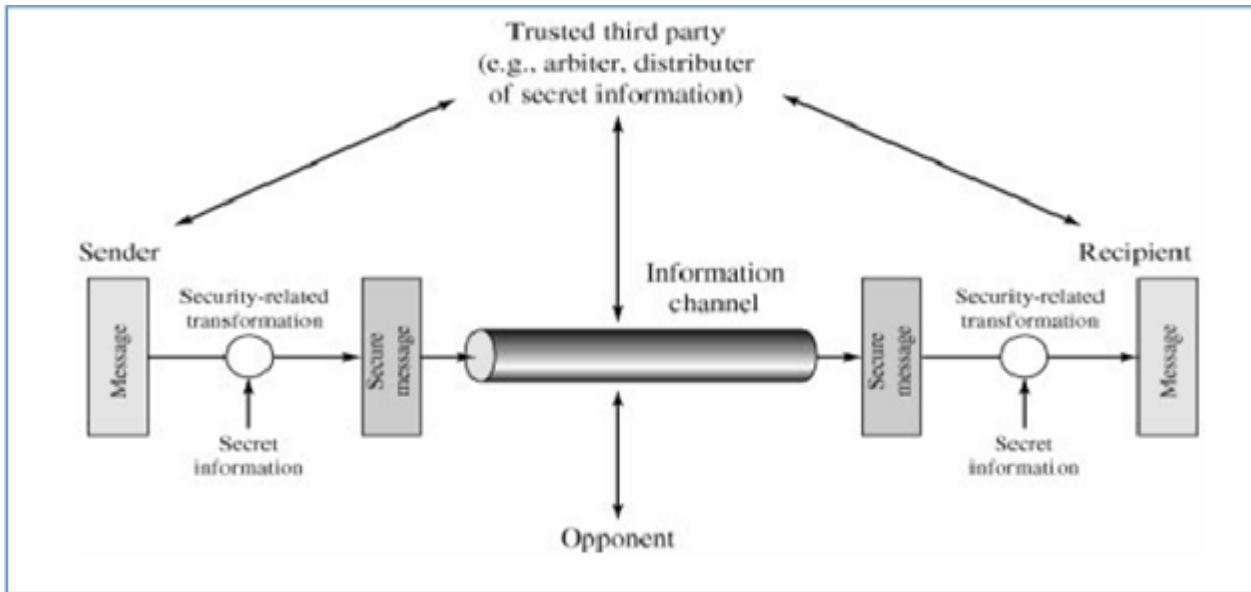 Trusted third party
(e.g., arbiter, distributer
of secret information)
Sender
Recipient
Information
channel
Security-related
transformation
Security-related
transformation
Message
Secure
message
Secure
message
Message
Secret
information
Secret
information
Opponent